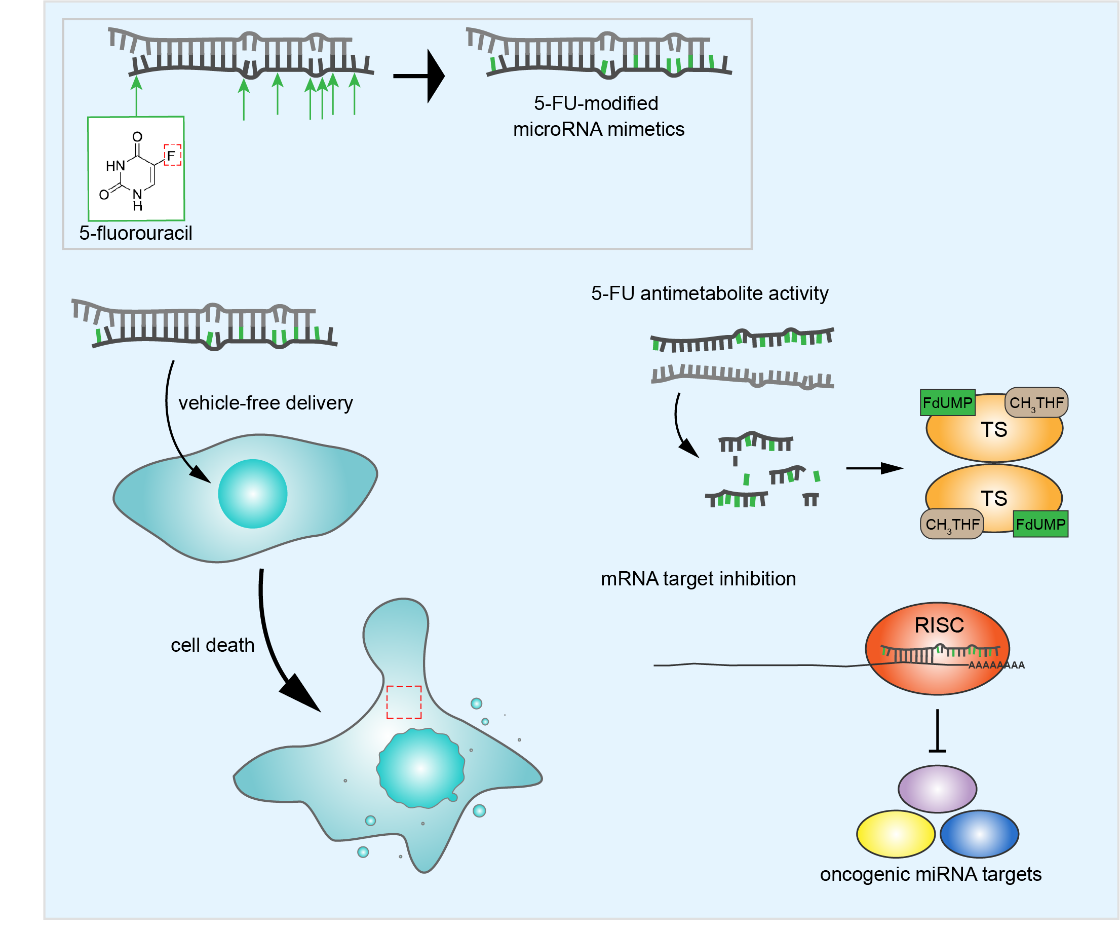 5-FU-modified
microRNA mimetics
O
F
HN
O
N
H
5-fluorouracil
5-FU antimetabolite activity
vehicle-free delivery
FdUMP
CH3THF
TS
TS
CH3THF
FdUMP
mRNA target inhibition
cell death
RISC
AAAAAAAA
oncogenic miRNA targets